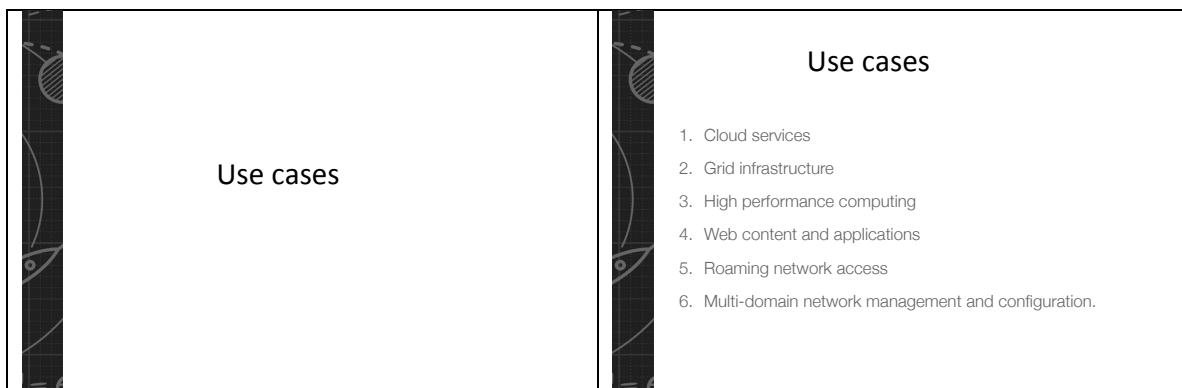 Use cases
Use cases
1. Cloud services
2. Grid infrastructure
3. High performance computing
4. Web content and applications
5. Roaming network access
6. Multi-domain network management and configuration.